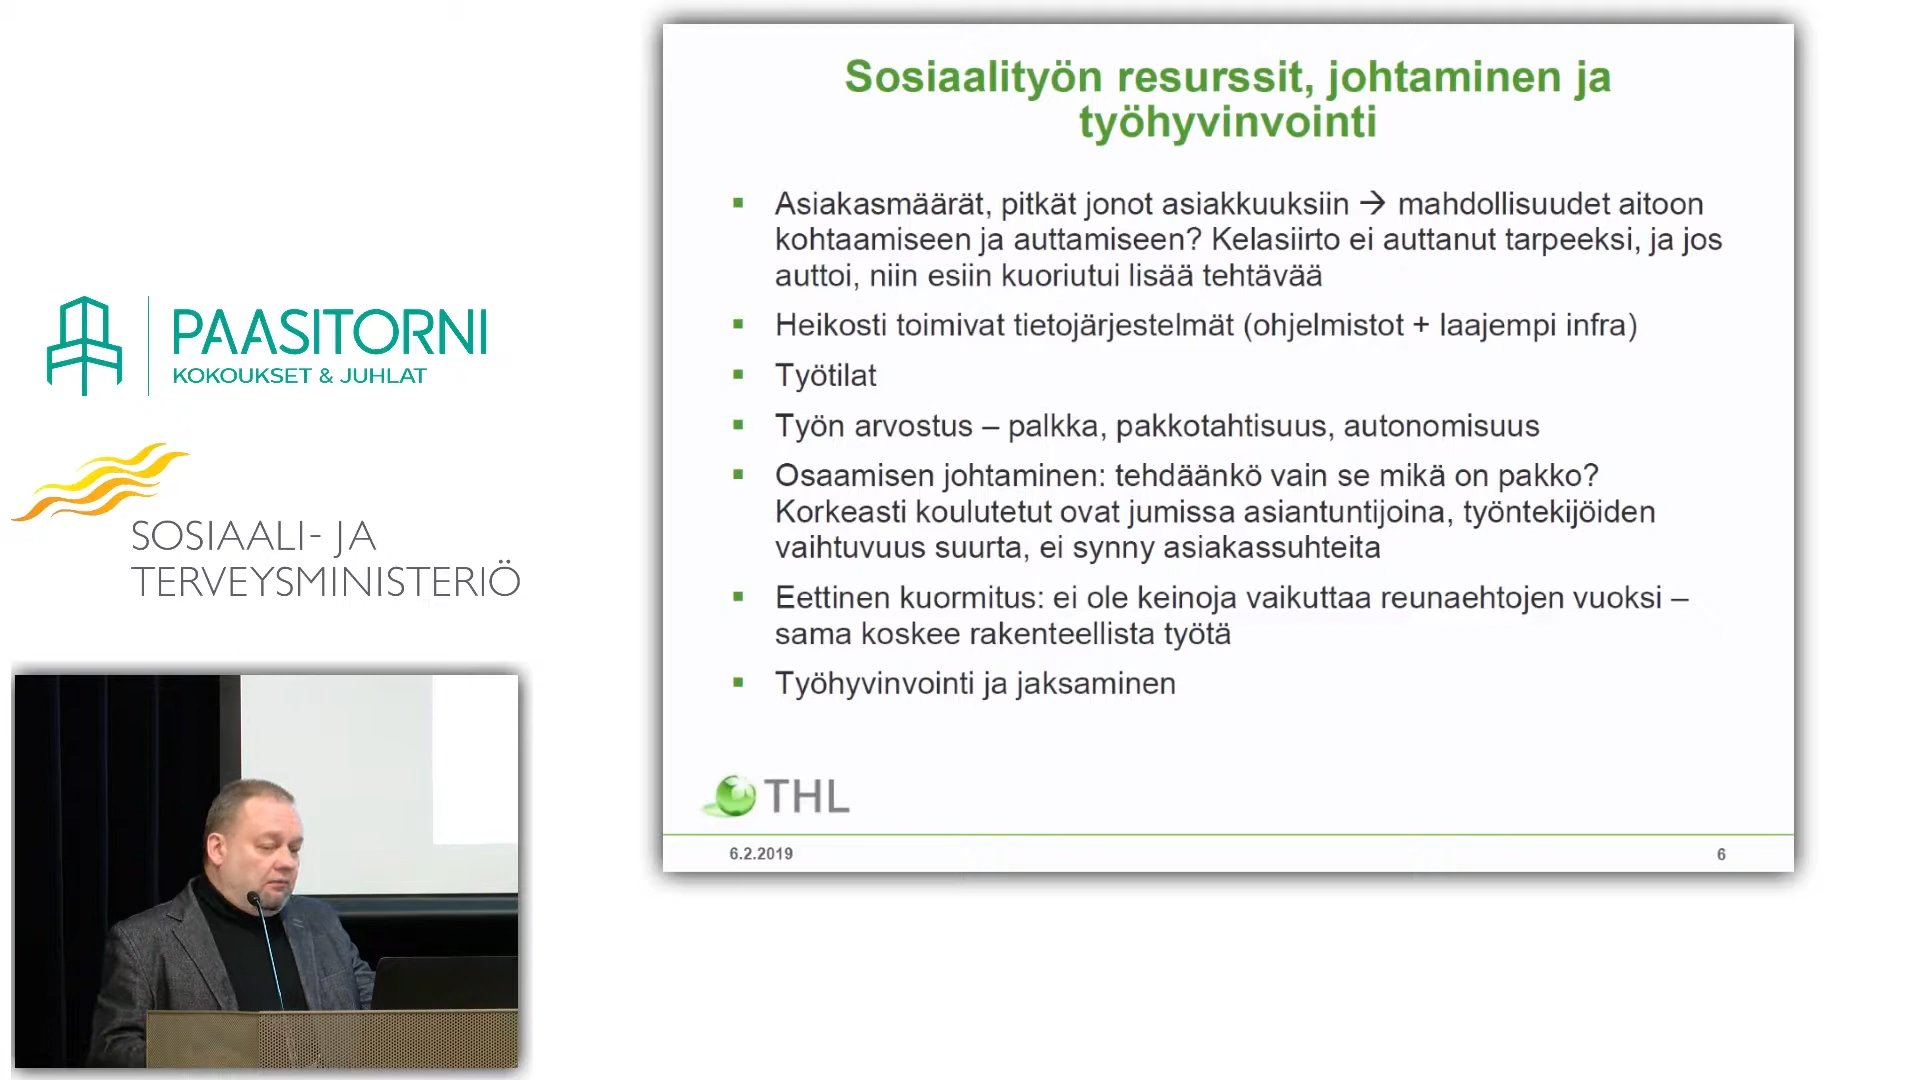 PAASITORNI
KOKOUKSET & JUHLAT
SOSIAALI- JA
TERVEYSMINISTERIÖ
Sosiaalityön resurssit, johtaminen ja
työhyvinvointi
▪ Asiakasmäärät, pitkät jonot asiakkuuksiin → mahdollisuudet aitoon
kohtaamiseen ja auttamiseen? Kelasiirto ei auttanut tarpeeksi, ja jos
auttoi, niin esiin kuoriutui lisää tehtävää
▪ Heikosti toimivat tietojärjestelmät (ohjelmistot + laajempi infra)
▪ Työtilat
▪ Työn arvostus – palkka, pakkotahtisuus, autonomisuus
▪ Osaamisen johtaminen: tehdäänkö vain se mikä on pakko?
Korkeasti koulutetut ovat jumissa asiantuntijoina, työntekijöiden
vaihtuvuus suurta, ei synny asiakassuhteita
▪ Eettinen kuormitus: ei ole keinoja vaikuttaa reunaehtojen vuoksi –
sama koskee rakenteellista työtä
▪ Työhyvinvointi ja jaksaminen
THL
6.2.2019
6